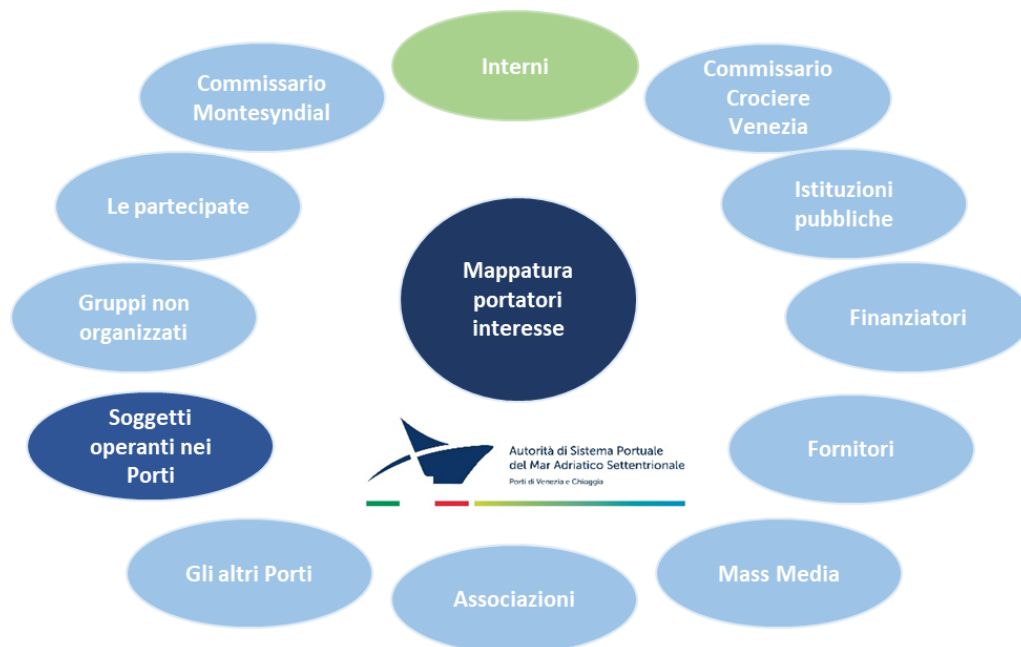 Interni
Commissario
Crociere
Venezia
Istituzioni
pubbliche
Finanziatori
Fornitori
Mass Media
Associazioni
Gli altri Porti
Soggetti
operanti nei
Porti
Gruppi non
organizzati
Le partecipate
Commissario
Montesyndial
Mappatura
portatori
interesse
Autorità di Sistema Portuale
del Mar Adriatico Settentrionale
Porti di Venezia e Chioggia